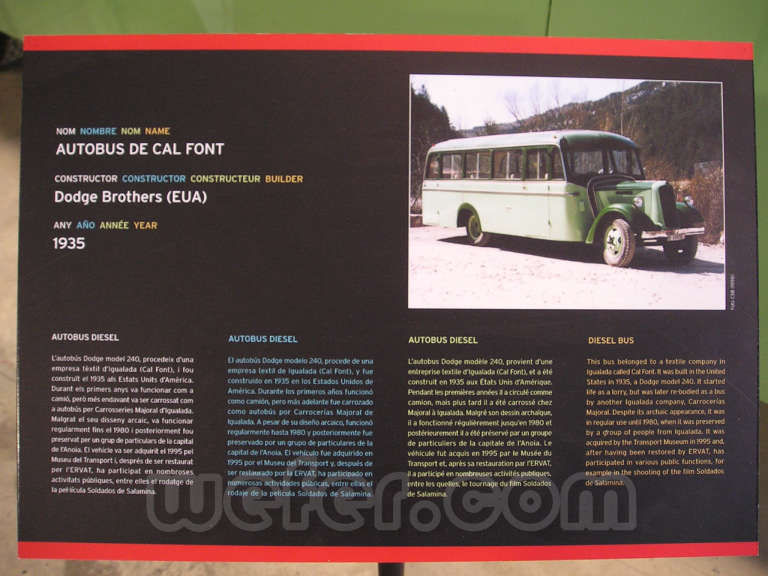 NOM NOMBRE NOM NAME
AUTOBUS DE CAL FONT
CONSTRUCTOR CONSTRUCTOR CONSTRUCTEUR BUILDER
Dodge Brothers (EUA)
ANY AÑO ANNÉE YEAR
1935
AUTOBUS DIESEL
L'autobús Dodge model 240, procedeix d'una
empresa tèxtil d'Igualada (Cal Font), i fou
construït el 1935 als Estats Units d'Amèrica.
Durant els primers anys va funcionar com a
camió, però més endavant va ser carrossat com
a autobús per Carrosseries Majoral d'Igualada.
Malgrat el seu disseny arcaic, va funcionar
regularment fins el 1980 i posteriorment fou
preservat per un grup de particulars de la capital
de l'Anoia. El vehicle va ser adquirit el 1995 pel
Museu del Transport i, després de ser restaurat
per l'ERVAT, ha participat en nombroses
activitats públiques, entre elles el rodatge de
la pel·lícula Soldados de Salamina.
AUTOBUS DIESEL
El autobús Dodge modelo 240, procede de una
empresa textil de Igualada (Cal Font), y fue
construido en 1935 en los Estados Unidos de
América. Durante los primeros años funcionó
como camión, pero más adelante fue carrozado
como autobús por Carrocerías Majoral de
Igualada. A pesar de su diseño arcaico, funcionó
regularmente hasta 1980 y posteriormente fue
preservado por un grupo de particulares de la
capital de l'Anoia. El vehículo fue adquirido en
1995 por el Museu del Transport y, después de
ser restaurado por la ERVAT, ha participado en
numerosas actividades públicas, entre ellas el
rodaje de la película Soldados de Salamina.
AUTOBUS DIESEL
L'autobus Dodge modèle 240, provient d'une
entreprise textile d'Igualada (Cal Font), et a été
construit en 1935 aux États Unis d'Amérique.
Pendant les premières années il a circulé comme
camion, mais plus tard il a été carrossé chez
Majoral à Igualada. Malgré son dessin archaïque,
il a fonctionné régulièrement jusqu'en 1980 et
postérieurement il a été préservé par un groupe
de particuliers de la capitale de l'Anoia. Le
véhicule fut acquis en 1995 par le Musée du
Transport et, après sa restauration par l'ERVAT,
il a participé en nombreuses activités publiques,
entre les quelles, le tournage du film Soldados
de Salamina.
DIESEL BUS
This bus belonged to a textile company in
Igualada called Cal Font. It was built in the United
States in 1935, a Dodge model 240. It started
life as a lorry, but was later re-bodied as a bus
by another Igualada company, Carrocerias
Majoral. Despite its archaic appearance, it was
in regular use until 1980, when it was preserved
by a group of people from Igualada. It was
acquired by the Transport Museum in 1995 and,
after having been restored by ERVAT, has
participated in various public functions, for
example in the shooting of the film Soldados
de Salamina.
wefer.com